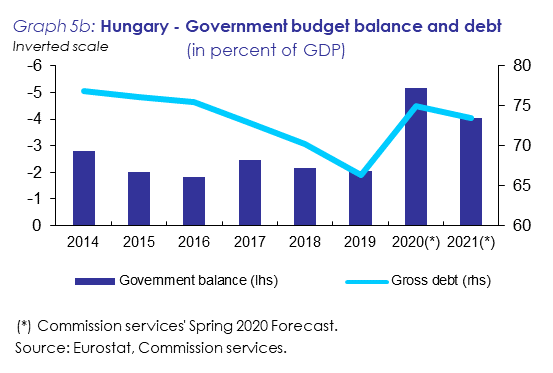 Graph 5b: Hungary - Government budget balance and debt
Inverted scale
(in percent of GDP)
-6
-5
-4
-3
-2
-1
0
80
75
70
65
60
2014 2015 2016 2017 2018 2019 2020(*) 2021(*)
Government balance (lhs) Gross debt (rhs)
(*) Commission services' Spring 2020 Forecast.
Source: Eurostat, Commission services.